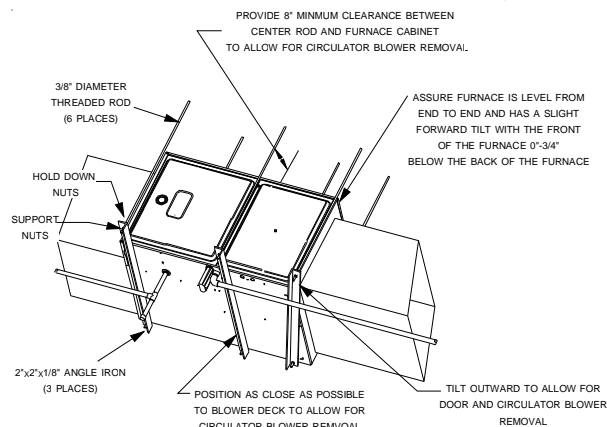 PROVIDE 8" MINMUM CLEARANCE BETWEEN
CENTER ROD AND FURNACE CABINET
TO ALLOW FOR CIRCULATOR BLOWER REMOVAL.
3/8" DIAMETER
THREADED ROD
(6 PLACES)
ASSURE FURNACE IS LEVEL FROM
END TO END AND HAS A SLIGHT
FORWARD TILT WITH THE FRONT
OF THE FURNACE 0"-3/4"
BELOW THE BACK OF THE FURNACE
HOLD DOWN
NUTS
SUPPORT
NUTS
2"x2"x1/8" ANGLE IRON
(3 PLACES)
POSITION AS CLOSE AS POSSIBLE
TO BLOWER DECK TO ALLOW FOR
CIRCULATOR BLOWER REMVOAL
TILT OUTWARD TO ALLOW FOR
DOOR AND CIRCULATOR BLOWER
REMOVAL